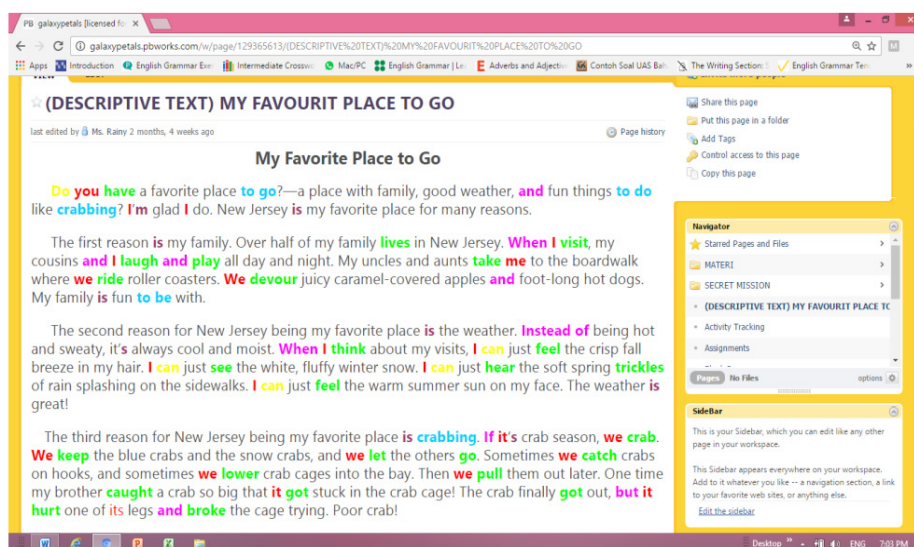 PB galaxypetals [licensed fo
galaxypetals.pbworks.com/w/page/129365613/(DESCRIPTIVE%20TEXT)%20MY%20FAVOURIT%20PLACE%20TO%20GO
Apps Introduction English Grammar Exer Intermediate Crosswo Mac/PC English Grammar | Le Adverbs and Adjectiv Contoh Soal UAS Bah The Writing Section: S English Grammar Ten »
VIEW
(DESCRIPTIVE TEXT) MY FAVOURIT PLACE TO GO
last edited by Ms. Rainy 2 months, 4 weeks ago Page history
My Favorite Place to Go
Do you have a favorite place to go?—a place with family, good weather, and fun things to do
like crabbing? I'm glad I do. New Jersey is my favorite place for many reasons.
The first reason is my family. Over half of my family lives in New Jersey. When I visit, my
cousins and I laugh and play all day and night. My uncles and aunts take me to the boardwalk
where we ride roller coasters. We devour juicy caramel-covered apples and foot-long hot dogs.
My family is fun to be with.
The second reason for New Jersey being my favorite place is the weather. Instead of being hot
and sweaty, it's always cool and moist. When I think about my visits, I can just feel the crisp fall
breeze in my hair. I can just see the white, fluffy winter snow. I can just hear the soft spring trickles
of rain splashing on the sidewalks. I can just feel the warm summer sun on my face. The weather is
great!
The third reason for New Jersey being my favorite place is crabbing. If it's crab season, we crab.
We keep the blue crabs and the snow crabs, and we let the others go. Sometimes we catch crabs
on hooks, and sometimes we lower crab cages into the bay. Then we pull them out later. One time
my brother caught a crab so big that it got stuck in the crab cage! The crab finally got out, but it
hurt one of its legs and broke the cage trying. Poor crab!
Invite more people
Share this page
Put this page in a folder
Add Tags
Control access to this page
Copy this page
Navigator
Starred Pages and Files
MATERI
SECRET MISSION
(DESCRIPTIVE TEXT) MY FAVOURIT PLACE TO
Activity Tracking
Assignments
Pages No Files options
SideBar
This is your Sidebar, which you can edit like any other
page in your workspace.
This Sidebar appears everywhere on your workspace.
Add to it whatever you like -- a navigation section, a link
to your favorite web sites, or anything else.
Edit the sidebar
Desktop » ENG 7:03 PM